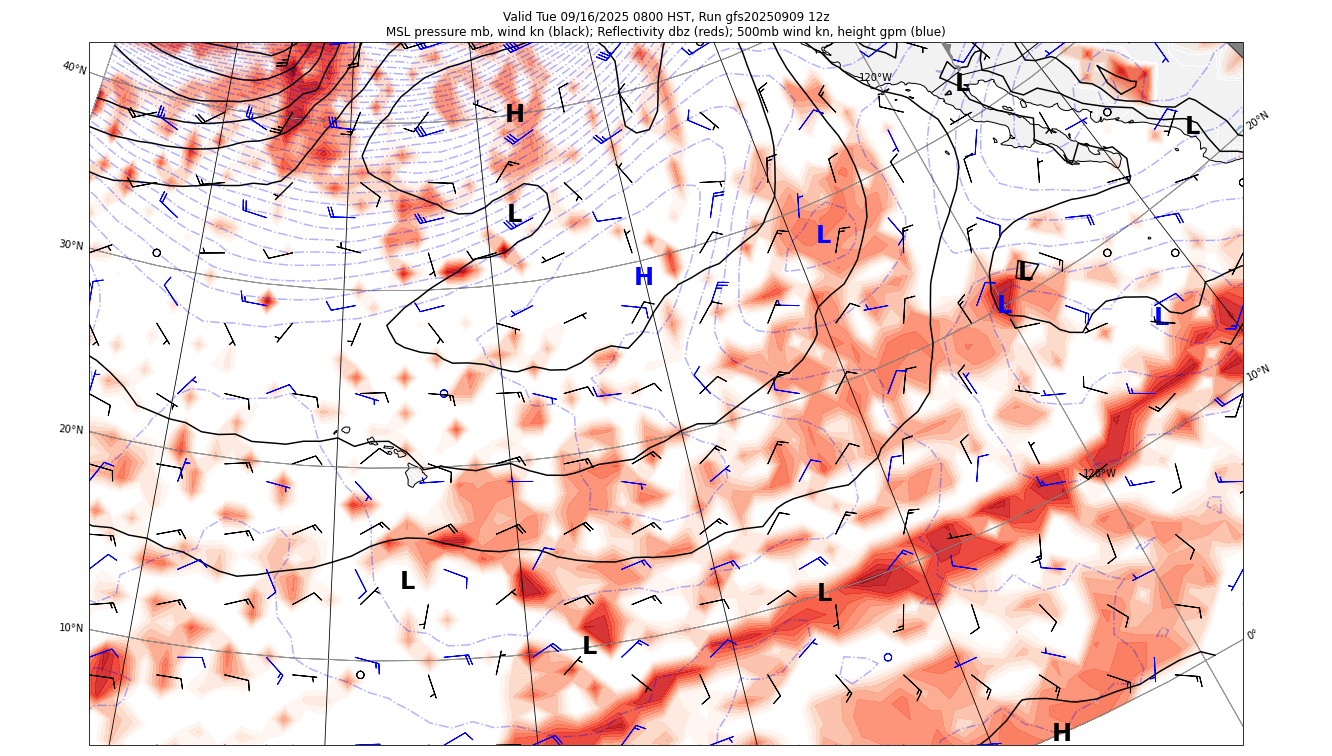 Valid Tue 09/16/2025 0800 HST, Run gfs20250909 12z
MSL pressure mb, wind kn (black); Reflectivity dbz (reds); 500mb wind kn, height gpm (blue)
40°N
120°W
L
H
20°N
L
L
30°N
L
H
L
L
L
10°N
20°N
120°W
L
L
10°N
0°
L
H